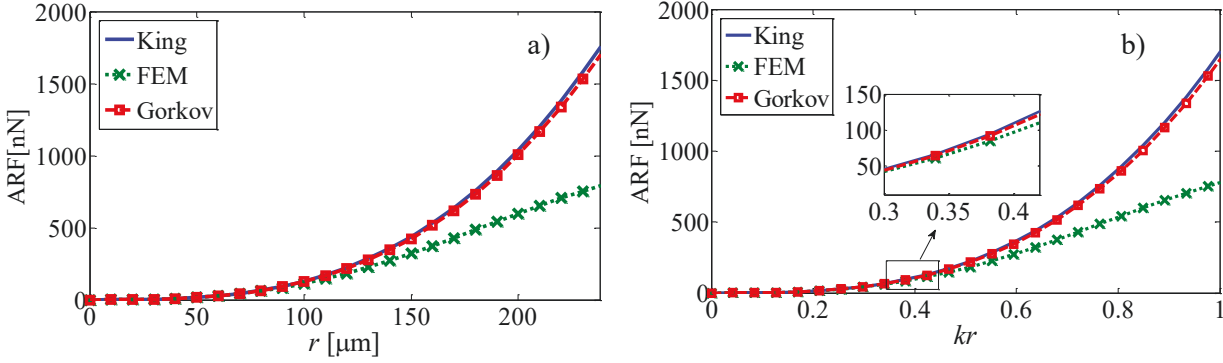 2000
1500
1000
500
0
ARF[nN]
King
FEM
Gorkov
a)
0 50 100 150 200
r [μm]
2000
1500
1000
500
0
ARF [nN]
King
FEM
Gorkov
b)
150
100
50
0.3 0.35 0.4
0 0.2 0.4 0.6 0.8 1
kr